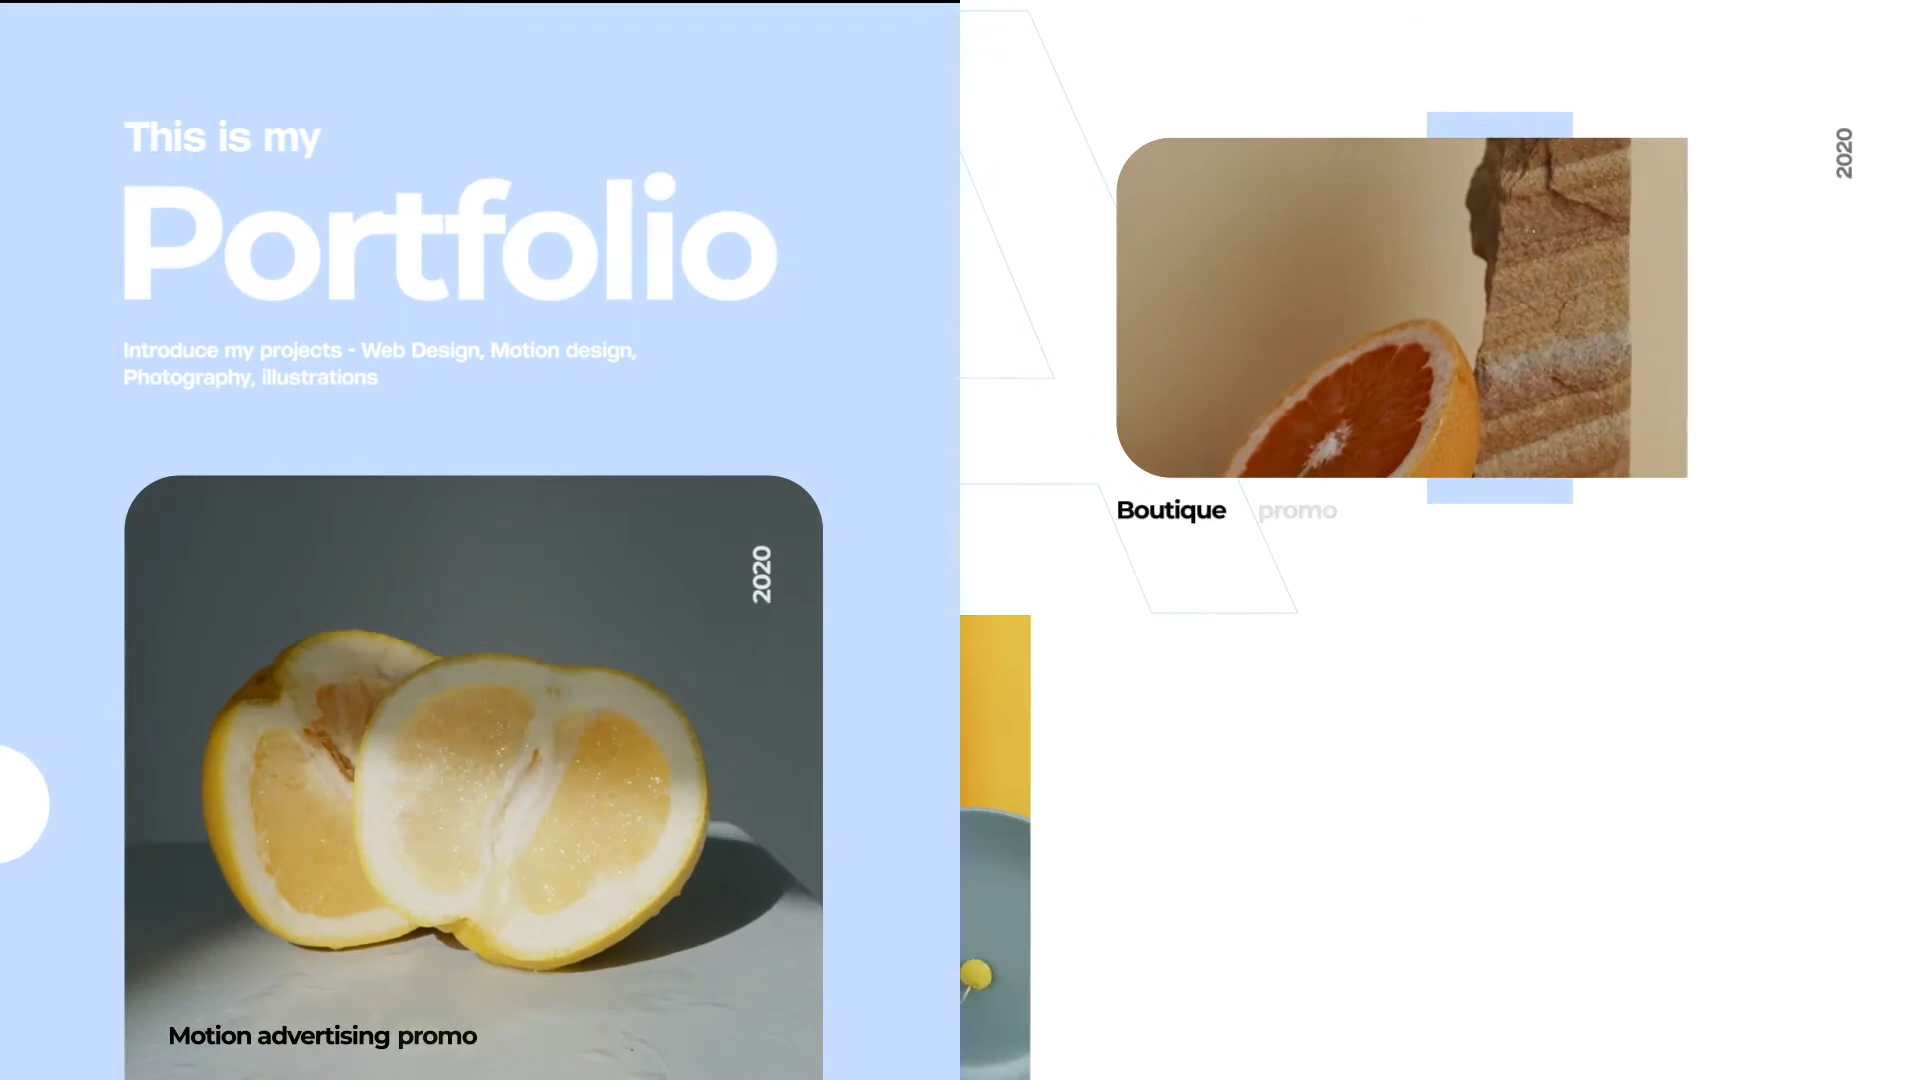 This is my
Portfolio
Introduce my projects - Web Design, Motion design,
Photography, illustrations
2020
Motion advertising promo
2020
Boutique promo